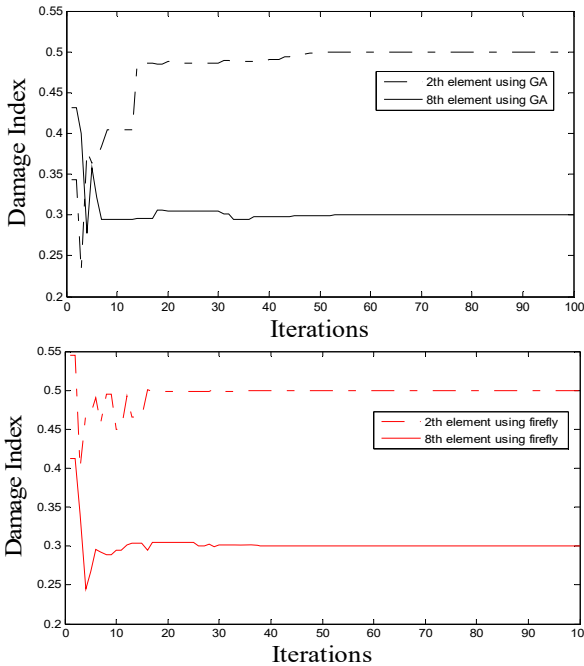 0.55
0.5
0.45
0.4
0.35
0.3
0.25
0.2
Damage Index
2th element using GA
8th element using GA
0 10 20 30 40 50 60 70 80 90 100
Iterations
0.55
0.5
0.45
0.4
0.35
0.3
0.25
0.2
Damage Index
2th element using firefly
8th element using firefly
0 10 20 30 40 50 60 70 80 90 100
Iterations